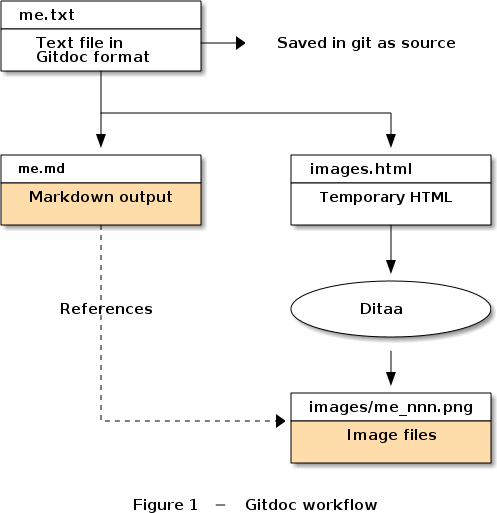 me.txt
Text file in
Gitdoc format
Saved in git as source
me.md
Markdown output
images.html
Temporary HTML
References
Ditaa
images/me_nnn.png
Image files
Figure 1 – Gitdoc workflow